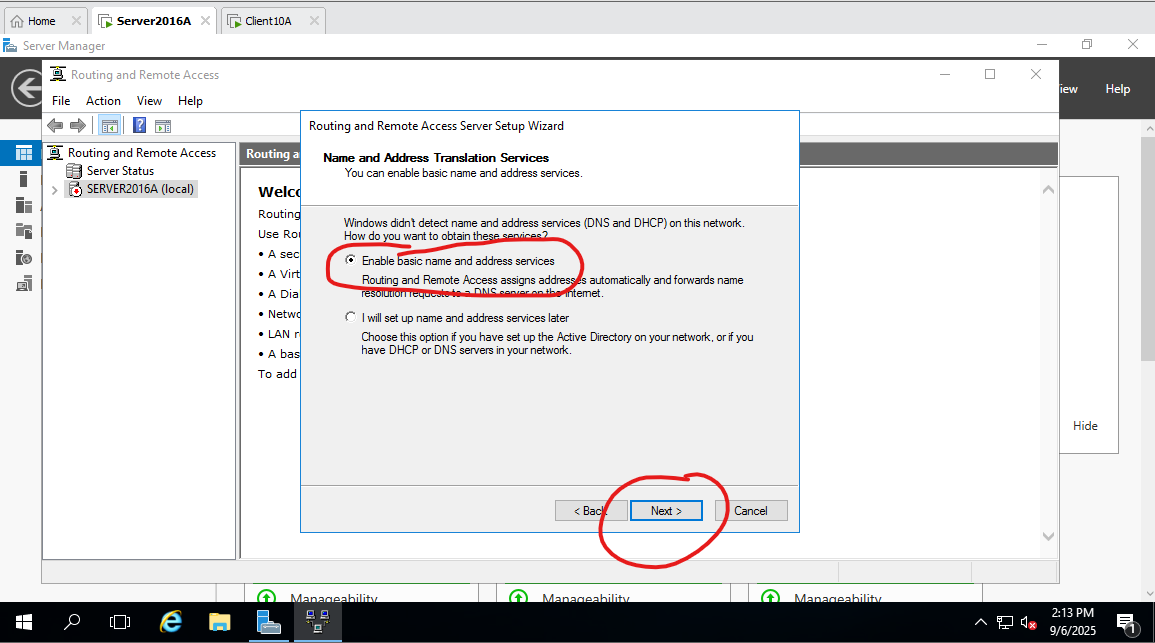 Home
Server2016A
Client10A
Server Manager
Routing and Remote Access
iew
Help
File Action View Help
Routing and Remote Access
Server Status
SERVER2016A (local)
Routing a
Welco
Routing
Use Rou
• A sec
• A Virt
• A Dia
• Netwo
• LAN r
• A bas
To add
Routing and Remote Access Server Setup Wizard
Name and Address Translation Services
You can enable basic name and address services.
Windows didn't detect name and address services (DNS and DHCP) on this network.
How do you want to obtain these services?
Enable basic name and address services
Routing and Remote Access assigns addresses automatically and forwards name
resolution requests to a DNS server on the Internet.
I will set up name and address services later
Choose this option if you have set up the Active Directory on your network, or if you
have DHCP or DNS servers in your network.
< Back
Next >
Cancel
Hide
Manageability
Manageability
Manageability
2:13 PM
9/6/2025
1